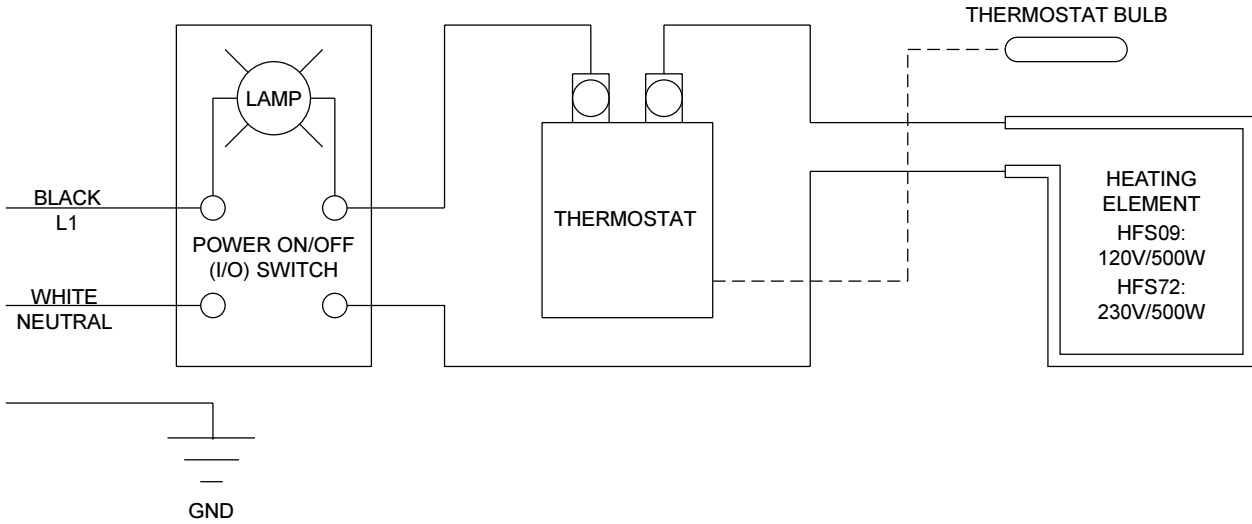 THERMOSTAT BULB
LAMP
BLACK
L1
POWER ON/OFF
(I/O) SWITCH
WHITE
NEUTRAL
GND
THERMOSTAT
HEATING
ELEMENT
HFS09:
120V/500W
HFS72:
230V/500W